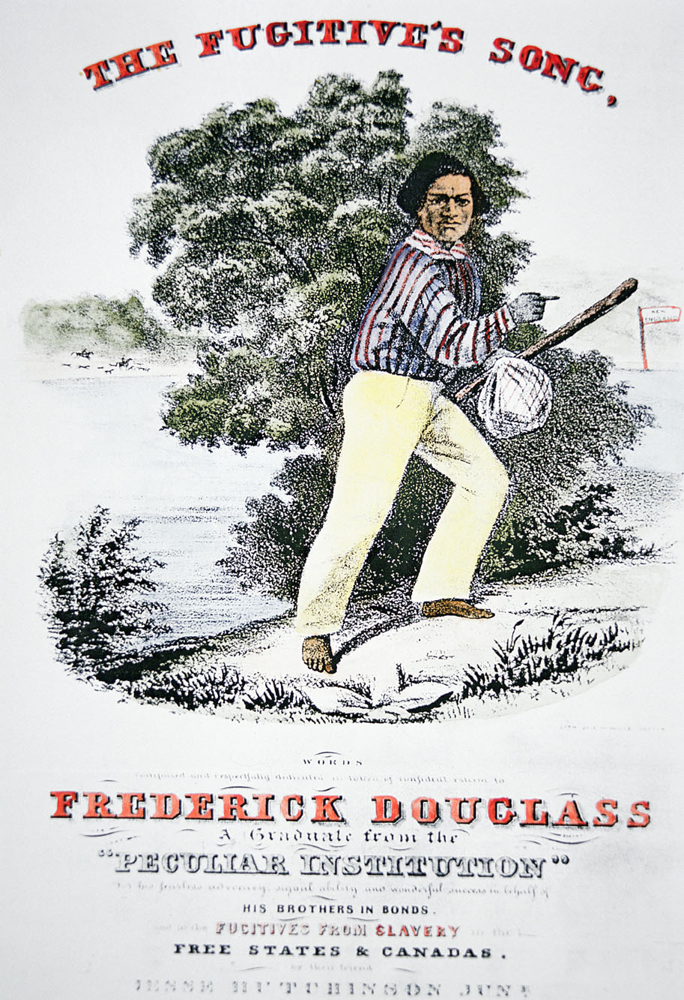 THE FUGITIVE'S SONG,
NEW
ENGLAND
WORDS
composed and respectfully dedicated in token of confident esteem to
FREDERICK DOUGLASS
A Graduate from the
"PECULIAR INSTITUTION"
For his fearless advocacy, signal ability and wonderful success in behalf of
HIS BROTHERS IN BONDS.
and to the FUGITIVES FROM SLAVERY in the
FREE STATES & CANADAS.
by their friend
JESSE HUTCHINSON JUNR